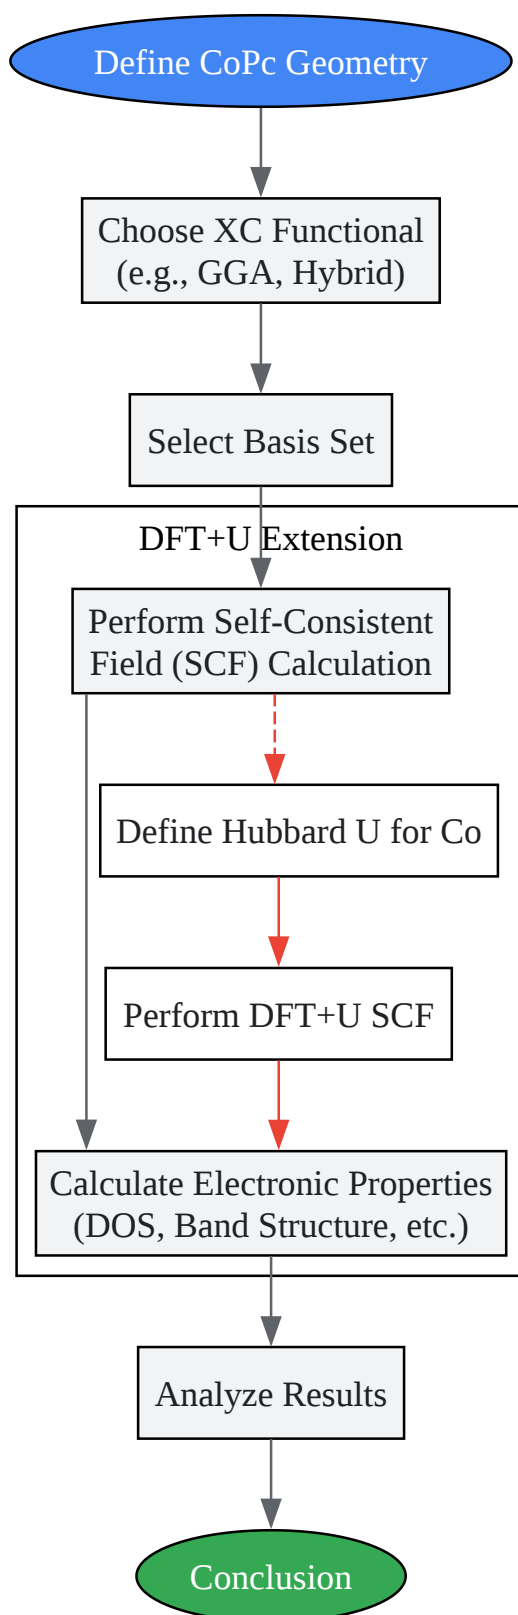 Define CoPc Geometry
Choose XC Functional
(e.g., GGA, Hybrid)
Select Basis Set
DFT+U Extension
Perform Self-Consistent
Field (SCF) Calculation
Define Hubbard U for Co
Perform DFT+U SCF
Calculate Electronic Properties
(DOS, Band Structure, etc.)
Analyze Results
Conclusion